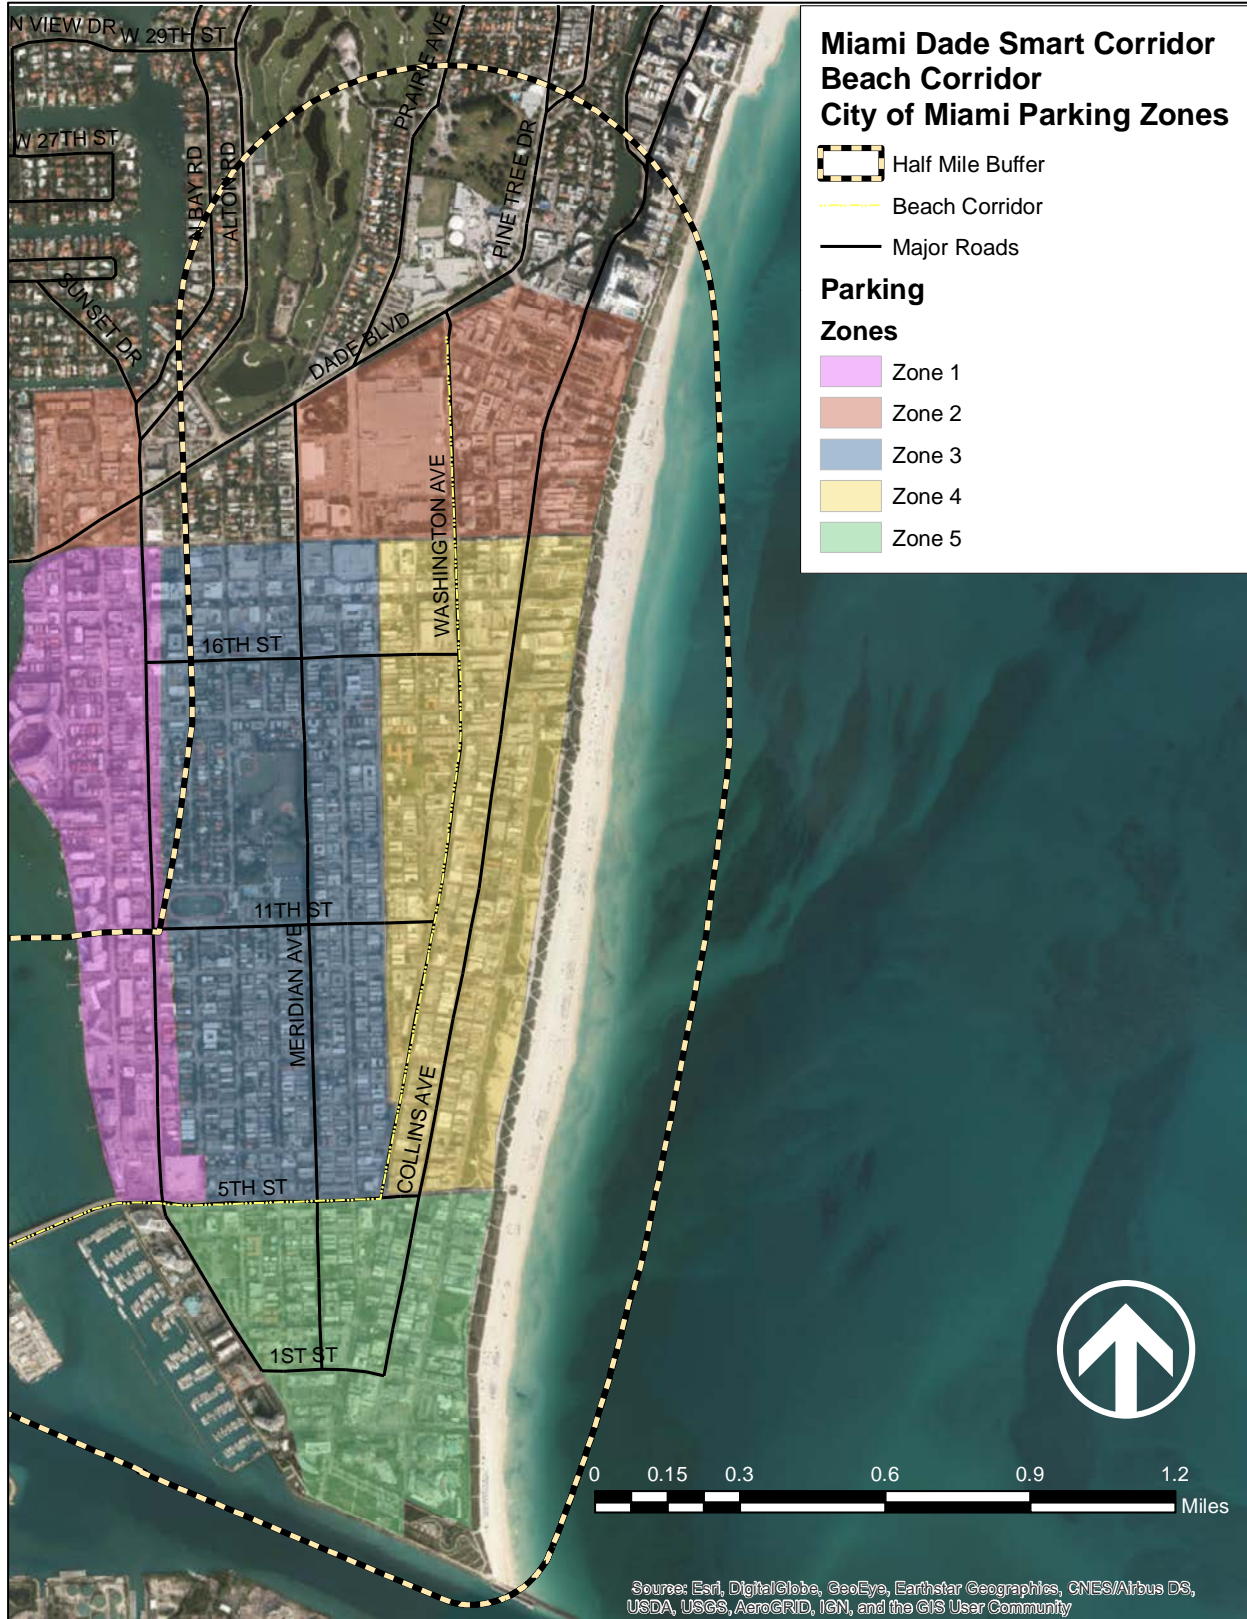 Miami Dade Smart Corridor
Beach Corridor
City of Miami Parking Zones
Half Mile Buffer
Beach Corridor
Major Roads
Parking
Zones
Zone 1
Zone 2
Zone 3
Zone 4
Zone 5
N VIEW DR
W 29TH ST
PRAIRIE AVE
W 27TH ST
N BAY RD
ALTON RD
PINE TREE DR
SUNSET DR
DADE BLVD
WASHINGTON AVE
16TH ST
11TH ST
MERIDIAN AVE
COLLINS AVE
5TH ST
1ST ST
0 0.15 0.3 0.6 0.9 1.2
Miles
Source: Esri, DigitalGlobe, GeoEye, Earthstar Geographics, CNES/Airbus DS,
USDA, USGS, AeroGRID, IGN, and the GIS User Community